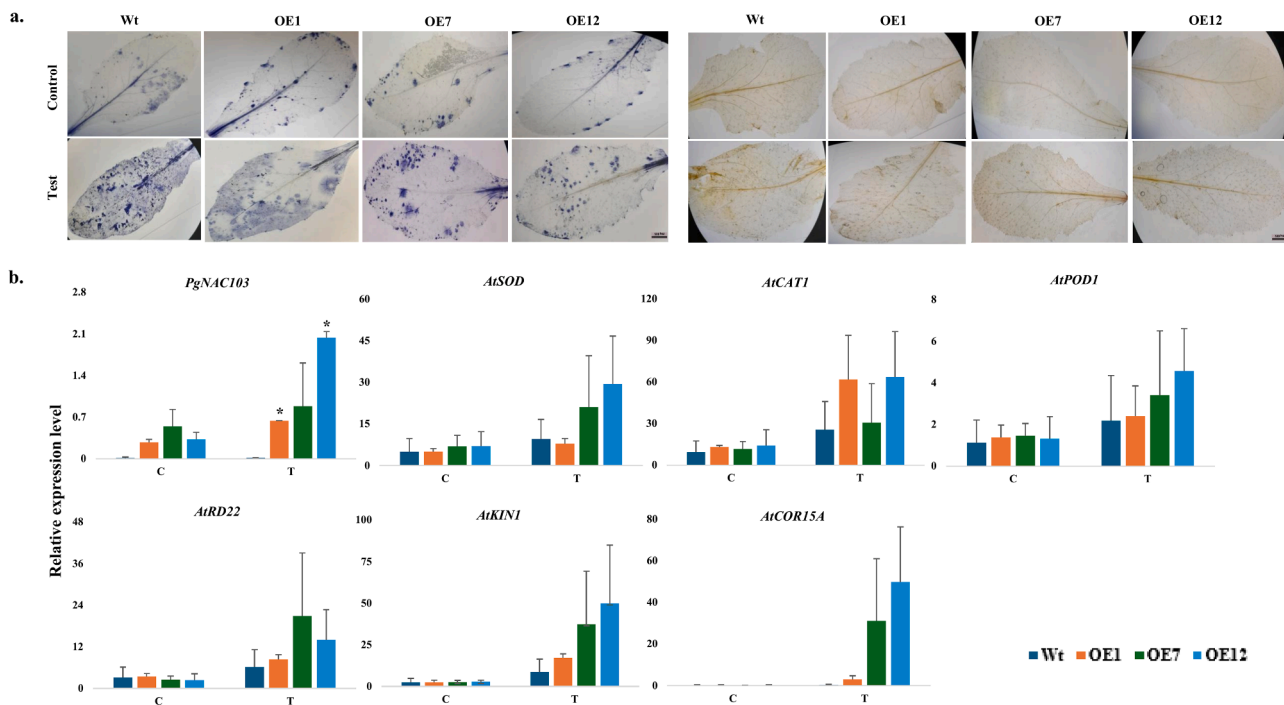 a.
Wt OE1 OE7 OE12 Wt OE1 OE7 OE12
Control
Test
b.
Relative expression level
PgNAC103
2.8
2.1
1.4
0.7
0
* *
C T
AtSOD
60
45
30
15
0
C T
AtCAT1
120
90
60
30
0
C T
AtPOD1
8
6
4
2
0
C T
AtRD22
48
36
24
12
0
C T
AtKIN1
100
75
50
25
0
C T
AtCOR15A
80
60
40
20
0
C T
Wt OE1 OE7 OE12